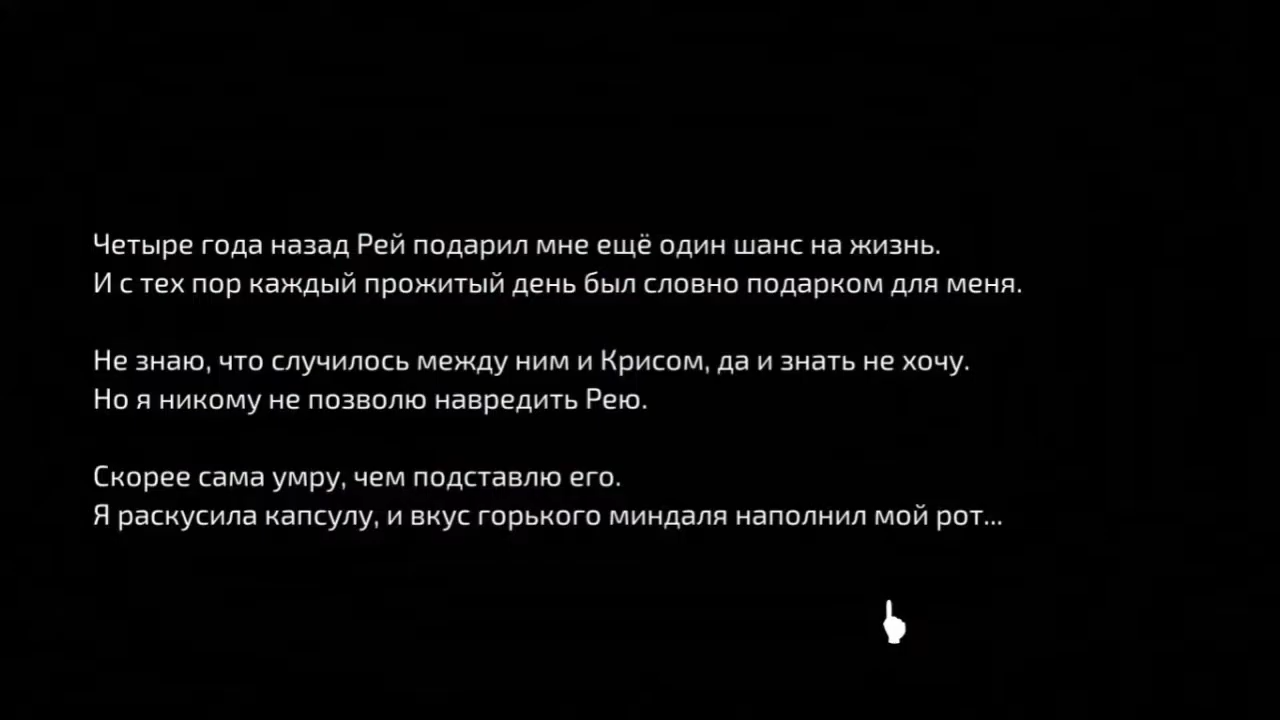 Четыре года назад Рей подарил мне ещё один шанс на жизнь.
И с тех пор каждый прожитый день был словно подарком для меня.
Не знаю, что случилось между ним и Крисом, да и знать не хочу.
Но я никому не позволю навредить Рею.
Скорее сама умру, чем подставлю его.
Я раскусила капсулу, и вкус горького миндаля наполнил мой рот...